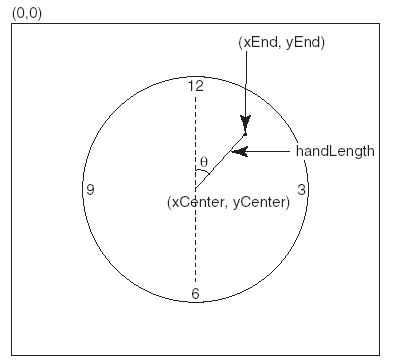 (0,0)
(xEnd, yEnd)
12
handLength
θ
9
3
(xCenter, yCenter)
6